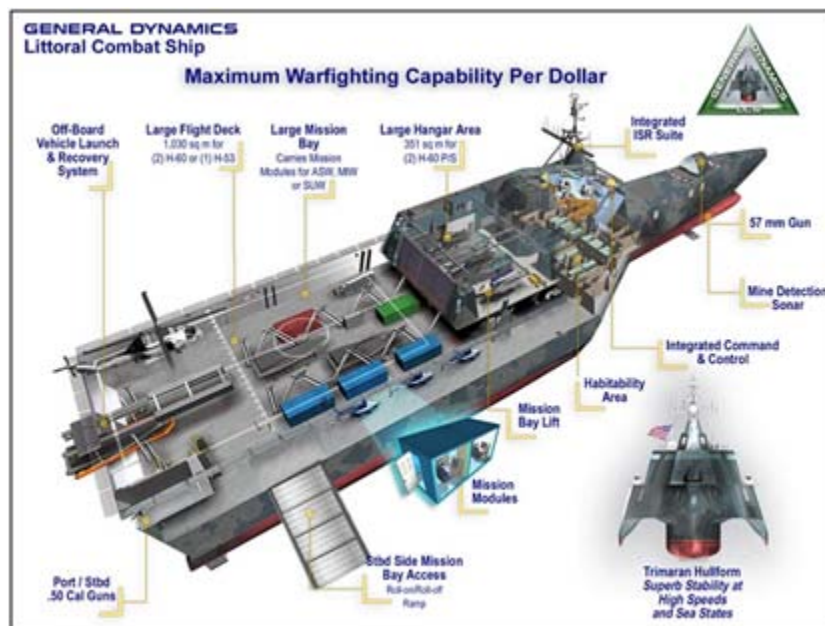 GENERAL DYNAMICS
Littoral Combat Ship
Maximum Warfighting Capability Per Dollar
GENERAL DYNAMICS
LCS
Off-Board
Vehicle Launch
& Recovery
System
Large Flight Deck
1,030 sq m for
(2) H-60 or (1) H-53
Large Mission
Bay
Carries Mission
Modules for ASW, MIW
or SUW
Large Hangar Area
351 sq m for
(2) H-60 P/S
Integrated
ISR Suite
57 mm Gun
Mine Detection
Sonar
Integrated Command
& Control
Habitability
Area
Mission
Bay Lift
Mission
Modules
Stbd Side Mission
Bay Access
Roll-on/Roll-off
Ramp
Port / Stbd
.50 Cal Guns
Trimaran Hullform
Superb Stability at
High Speeds
and Sea States